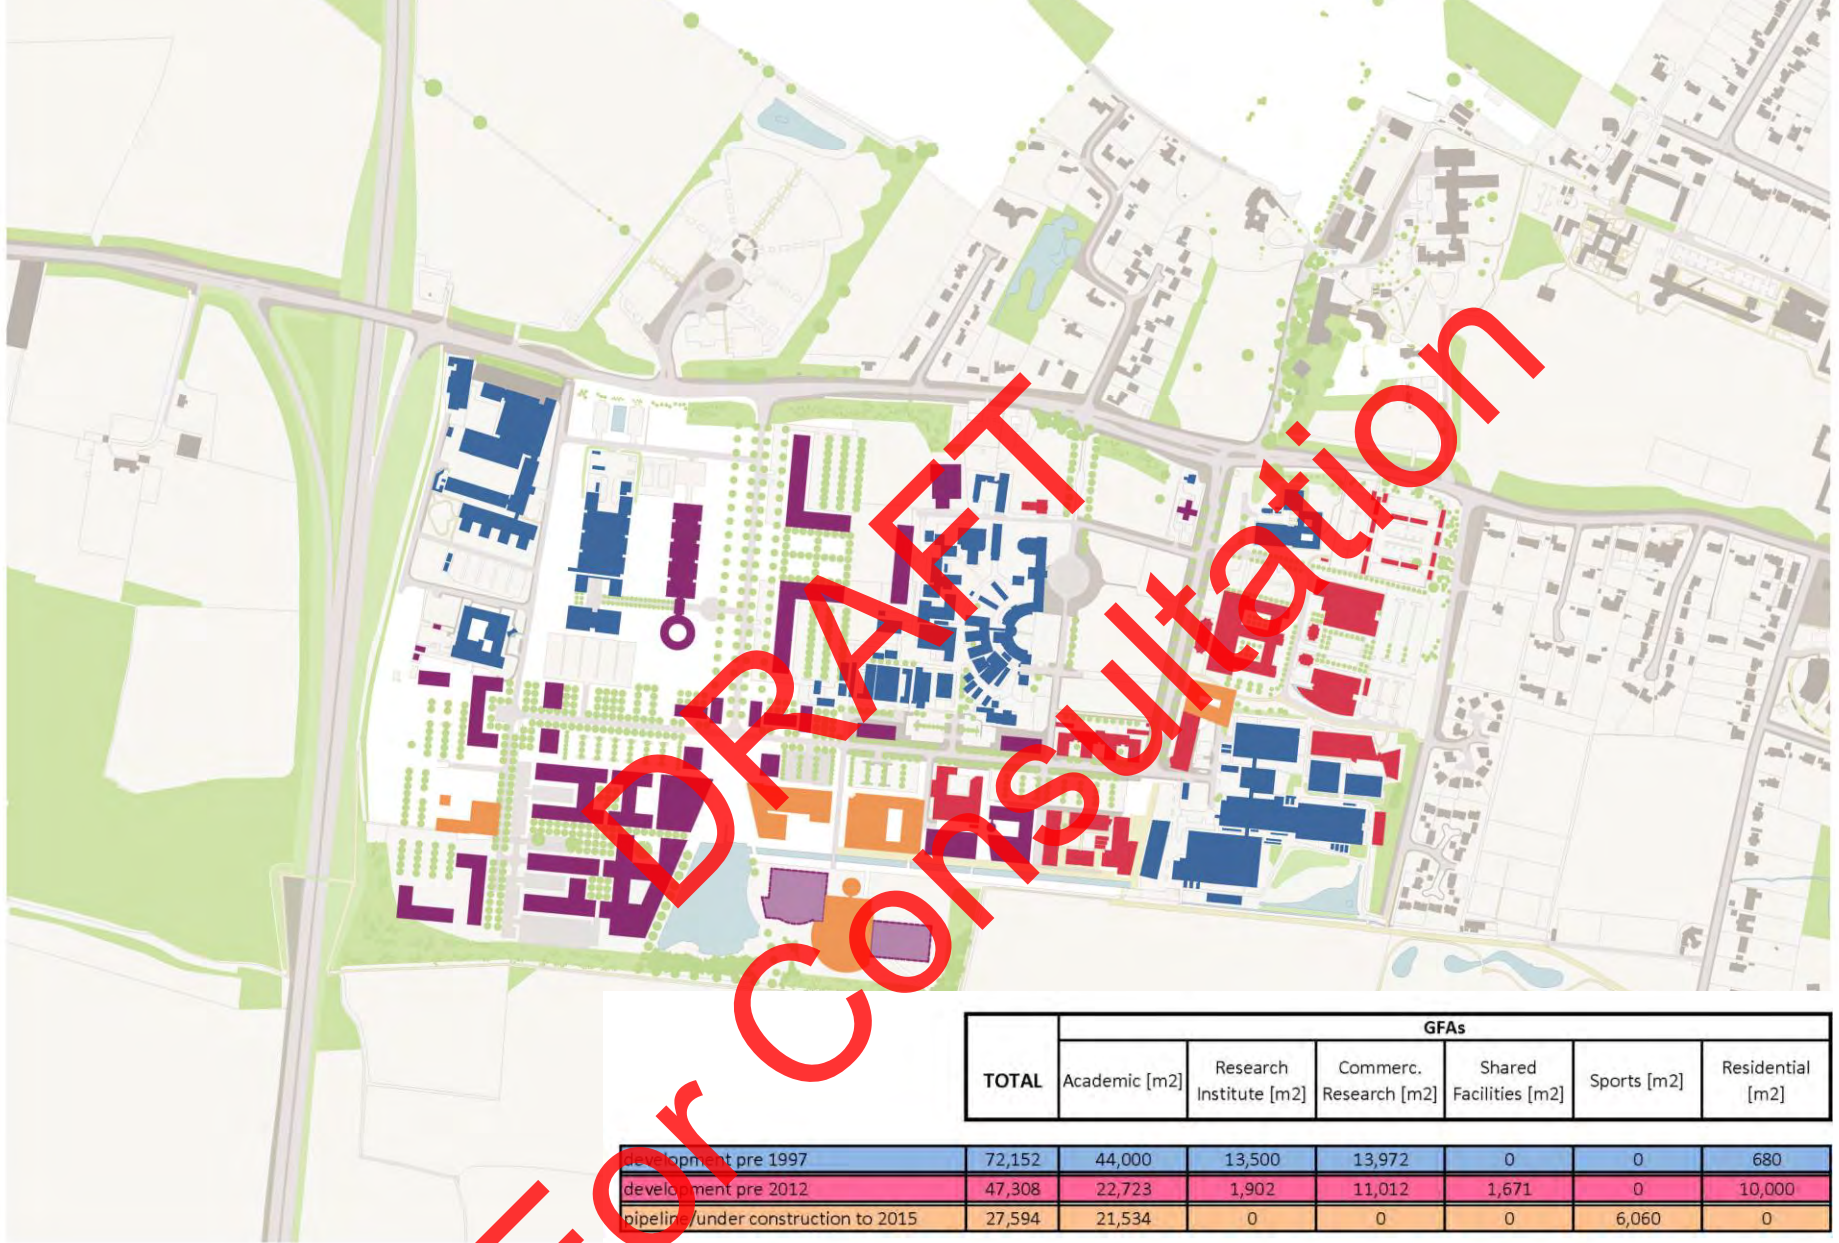 DRAFT
For Consultation
GFAs
TOTAL Academic [m2] Research Institute [m2] Commerc. Research [m2] Shared Facilities [m2] Sports [m2] Residential [m2]
development pre 1997 72,152 44,000 13,500 13,972 0 0 680
development pre 2012 47,308 22,723 1,902 11,012 1,671 0 10,000
pipeline/under construction to 2015 27,594 21,534 0 0 0 6,060 0